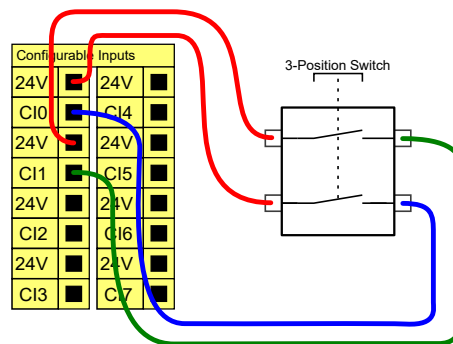 3-Position Switch
Configurable Inputs
24V 24V
CI0 CI4
24V 24V
CI1 CI5
24V 24V
CI2 CI6
24V 24V
CI3 CI7